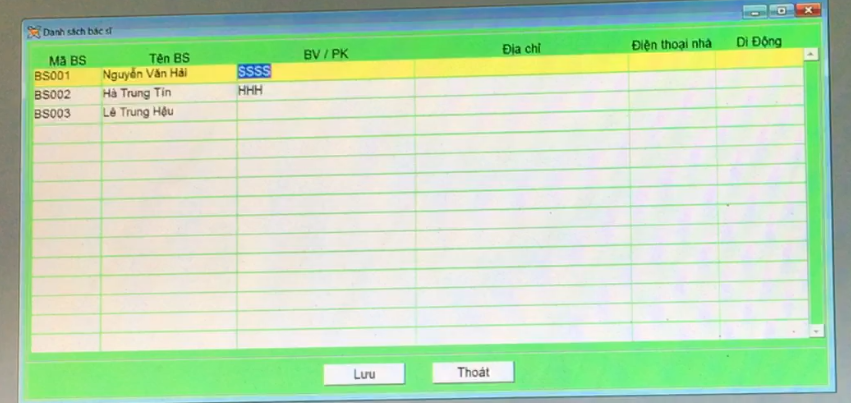 Danh sách bác sĩ
Mã BS Tên BS BV / PK Địa chỉ Điện thoại nhà Di Động
BS001 Nguyễn Văn Hải SSSS
BS002 Hà Trung Tín HHH
BS003 Lê Trung Hậu
Lưu Thoát